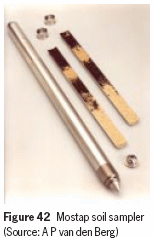 Figure 42 Mostap soil sampler
(Source: A P van den Berg)